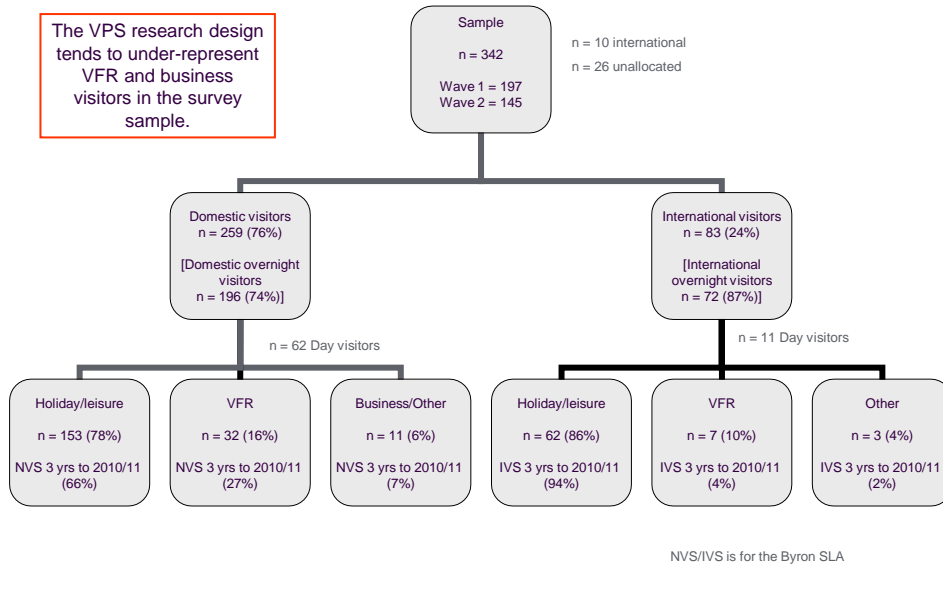 The VPS research design
tends to under-represent
VFR and business
visitors in the survey
sample.
Sample
n = 342
Wave 1 = 197
Wave 2 = 145
n = 10 international
n = 26 unallocated
Domestic visitors
n = 259 (76%)
[Domestic overnight
visitors
n = 196 (74%)]
International visitors
n = 83 (24%)
[International
overnight visitors
n = 72 (87%)]
n = 62 Day visitors
n = 11 Day visitors
Holiday/leisure
n = 153 (78%)
NVS 3 yrs to 2010/11
(66%)
VFR
n = 32 (16%)
NVS 3 yrs to 2010/11
(27%)
Business/Other
n = 11 (6%)
NVS 3 yrs to 2010/11
(7%)
Holiday/leisure
n = 62 (86%)
IVS 3 yrs to 2010/11
(94%)
VFR
n = 7 (10%)
IVS 3 yrs to 2010/11
(4%)
Other
n = 3 (4%)
IVS 3 yrs to 2010/11
(2%)
NVS/IVS is for the Byron SLA